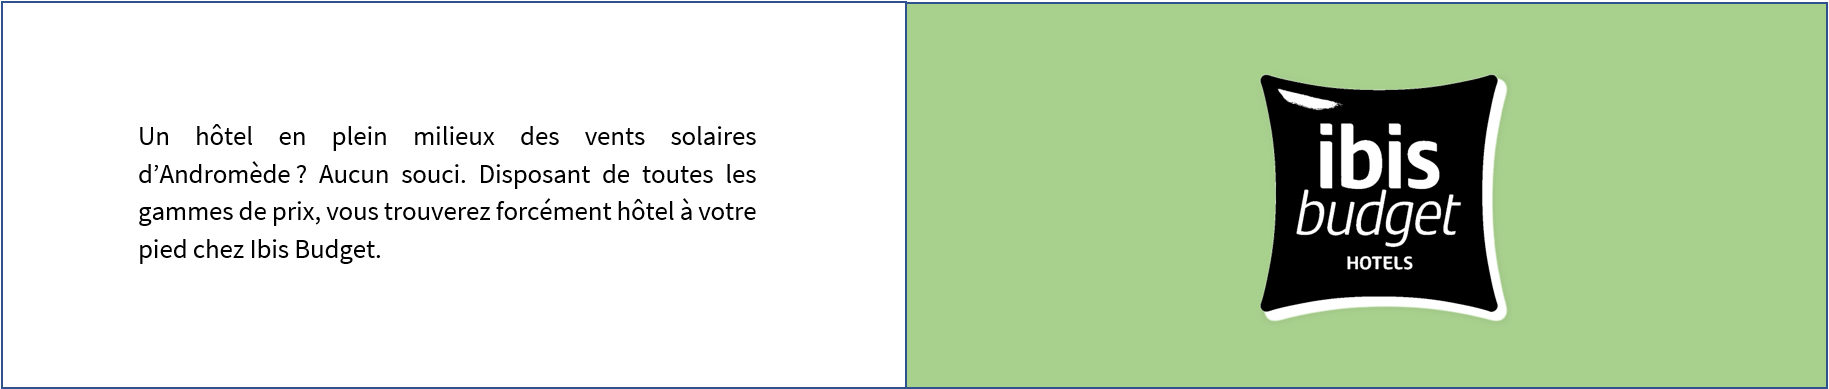 Un hôtel en plein milieu des vents solaires
d’Andromède ? Aucun souci. Disposant de toutes les
gammes de prix, vous trouverez forcément hôtel à votre
pied chez Ibis Budget.
ibis
budget
HOTELS